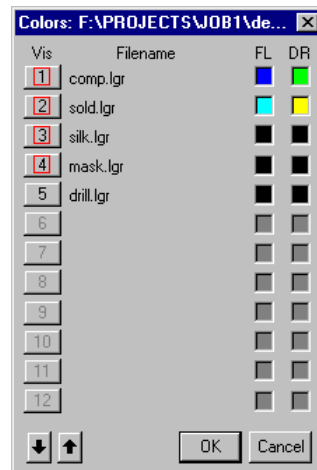 Colors: F:\PROJECTS\JOB1\de...
Vis Filename FL DR
1 comp.lgr
2 sold.lgr
3 silk.lgr
4 mask.lgr
5 drill.lgr
6
7
8
9
10
11
12
OK Cancel